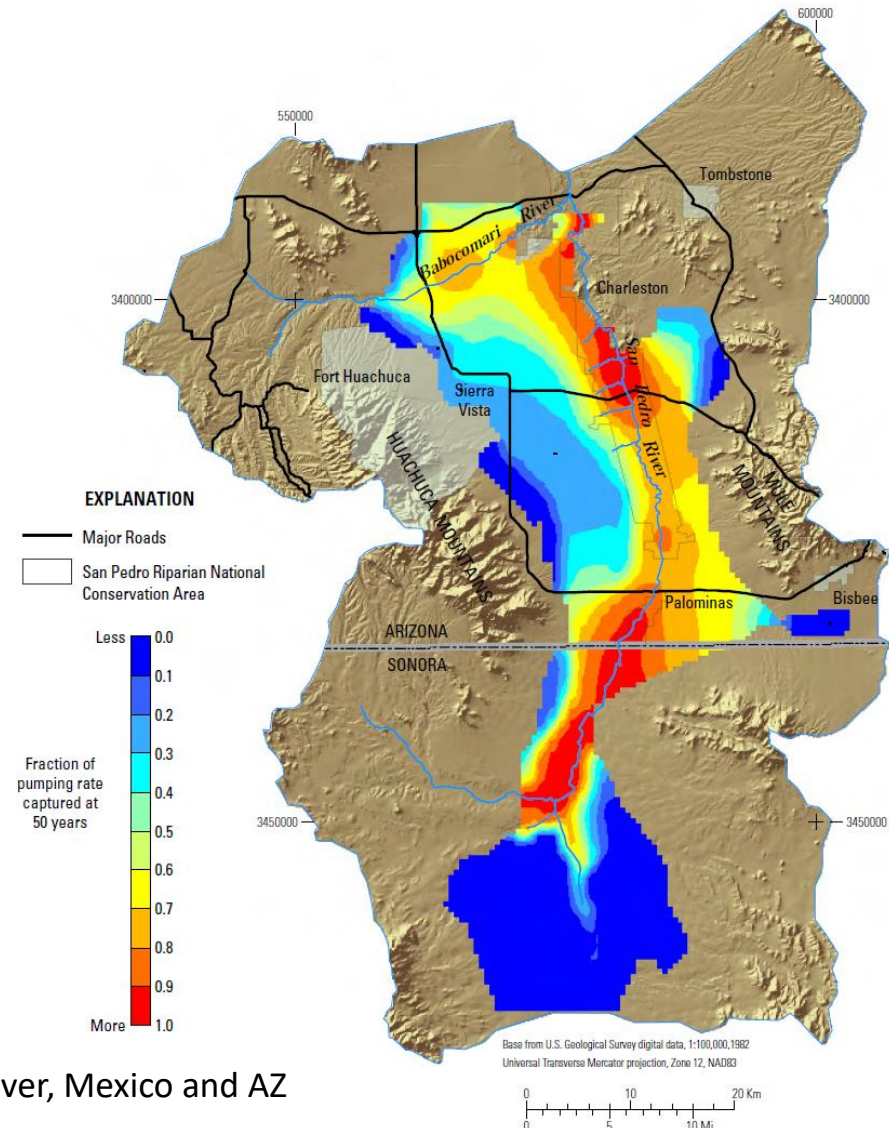 600000
550000
Tombstone
Babocomari River
Charleston
3400000
3400000
San Pedro River
Fort Huachuca
Sierra
Vista
HUACHUCA MOUNTAINS
MULE
MOUNTAINS
EXPLANATION
Major Roads
San Pedro Riparian National
Conservation Area
Palominas
Bisbee
ARIZONA
SONORA
Less
0.0
0.1
0.2
0.3
0.4
0.5
0.6
0.7
0.8
0.9
1.0
More
Fraction of
pumping rate
captured at
50 years
3450000
3450000
Base from U.S. Geological Survey digital data, 1:100,000,1982
Universal Transverse Mercator projection, Zone 12, NAD83
ver, Mexico and AZ
0 10 20 Km
0 5 10 Mi